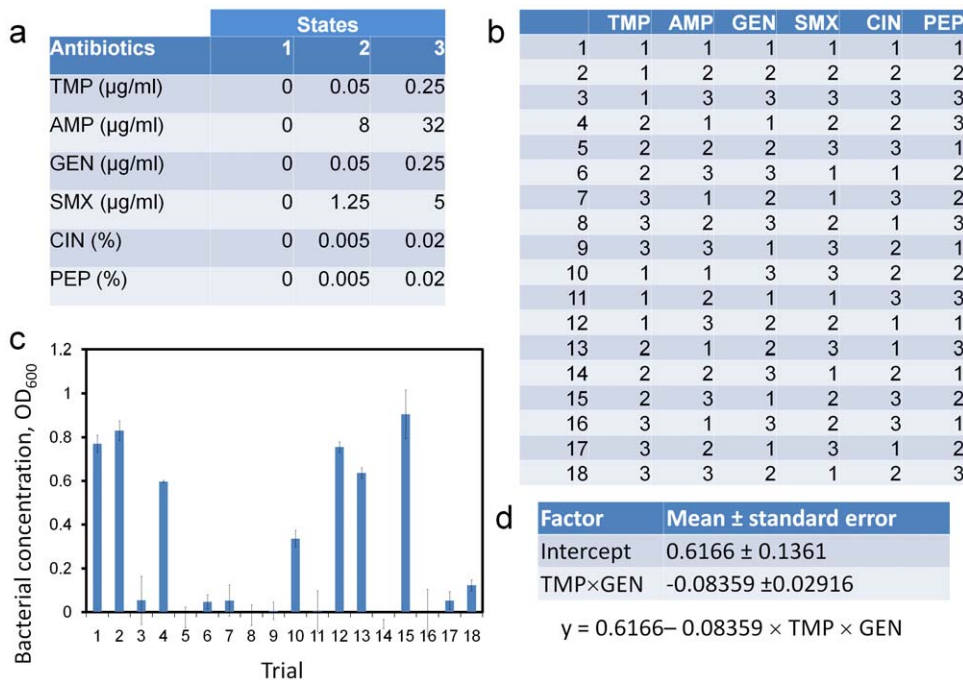 a
States
Antibiotics 1 2 3
TMP (µg/ml) 0 0.05 0.25
AMP (µg/ml) 0 8 32
GEN (µg/ml) 0 0.05 0.25
SMX (µg/ml) 0 1.25 5
CIN (%) 0 0.005 0.02
PEP (%) 0 0.005 0.02
b
TMP AMP GEN SMX CIN PEP
1 1 1 1 1 1 1
2 1 2 2 2 2 2
3 1 3 3 3 3 3
4 2 1 1 2 2 3
5 2 2 2 3 3 1
6 2 3 3 1 1 2
7 3 1 2 1 3 2
8 3 2 3 2 1 3
9 3 3 1 3 2 1
10 1 1 3 3 2 2
11 1 2 1 1 3 3
12 1 3 2 2 1 1
13 2 1 2 3 1 3
14 2 2 3 1 2 1
15 2 3 1 2 3 2
16 3 1 3 2 3 1
17 3 2 1 3 1 2
18 3 3 2 1 2 3
c
Bacterial concentration, OD600
1.2
1
0.8
0.6
0.4
0.2
0
1 2 3 4 5 6 7 8 9 10 11 12 13 14 15 16 17 18
Trial
d
Factor Mean ± standard error
Intercept 0.6166 ± 0.1361
TMP×GEN -0.08359 ±0.02916
y = 0.6166– 0.08359 × TMP × GEN